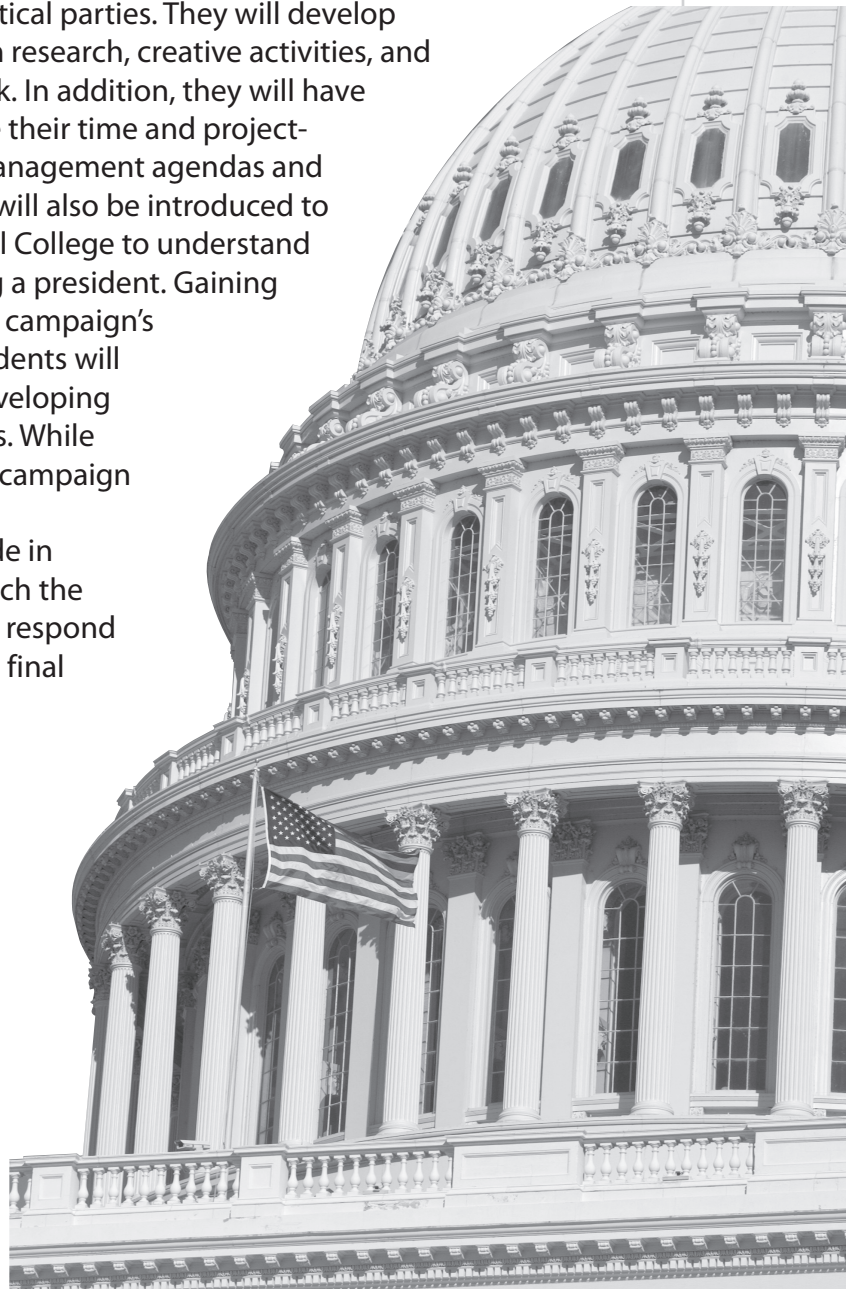 tical parties. They will develop
research, creative activities, and
k. In addition, they will have
their time and project-
anagement agendas and
will also be introduced to
l College to understand
g a president. Gaining
campaign's
dents will
veloping
s. While
campaign
de in
ch the
respond
final